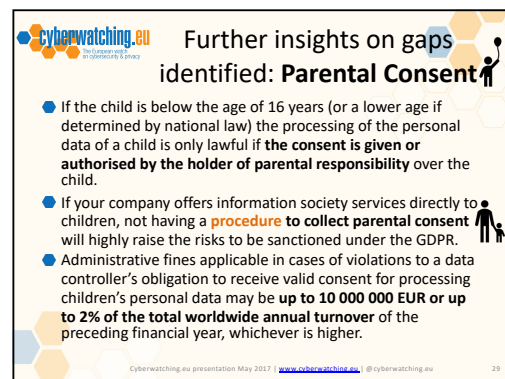 cyberwatching.eu
The European watch
on cybersecurity & privacy
Further insights on gaps
identified: Parental Consent
If the child is below the age of 16 years (or a lower age if
determined by national law) the processing of the personal
data of a child is only lawful if the consent is given or
authorised by the holder of parental responsibility over the
child.
If your company offers information society services directly to
children, not having a procedure to collect parental consent
will highly raise the risks to be sanctioned under the GDPR.
Administrative fines applicable in cases of violations to a data
controller's obligation to receive valid consent for processing
children's personal data may be up to 10 000 000 EUR or up
to 2% of the total worldwide annual turnover of the
preceding financial year, whichever is higher.
Cyberwatching.eu presentation May 2017 | www.cyberwatching.eu | @cyberwatching.eu 29